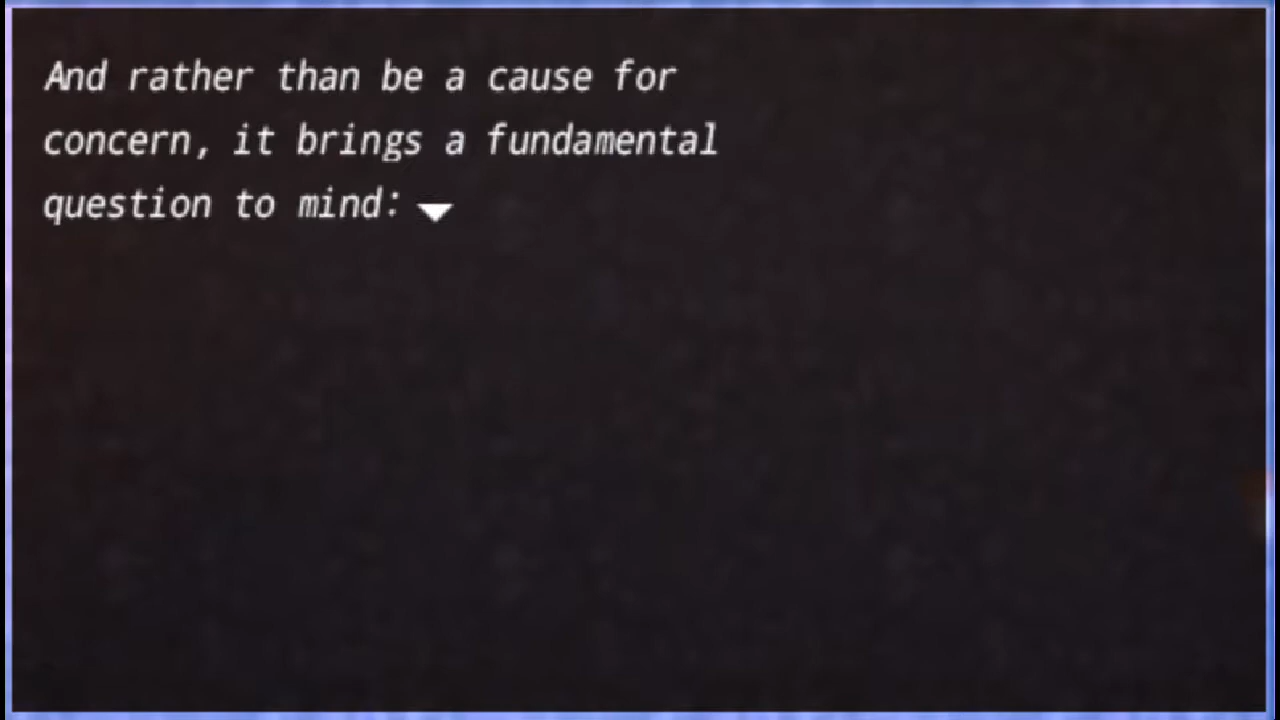 And rather than be a cause for
concern, it brings a fundamental
question to mind: